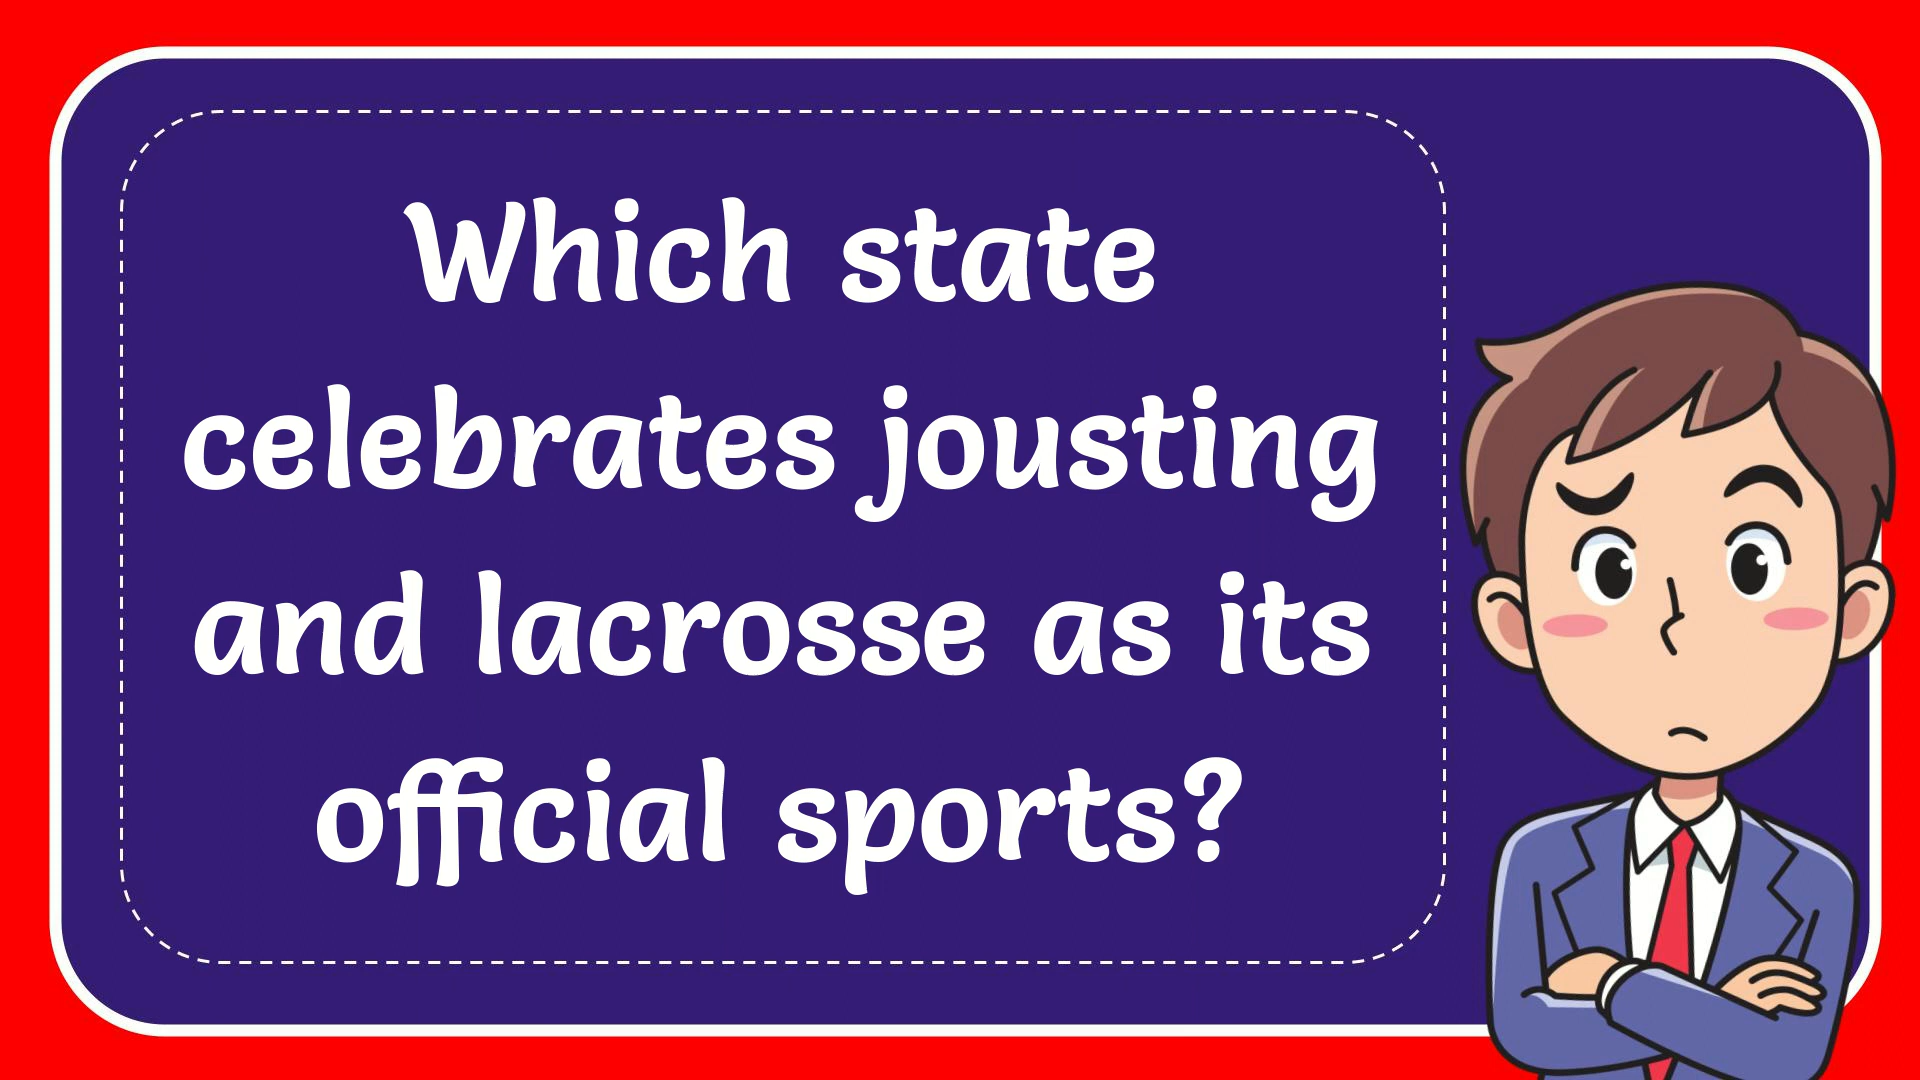 Which state
celebrates jousting
and lacrosse as its
official sports?